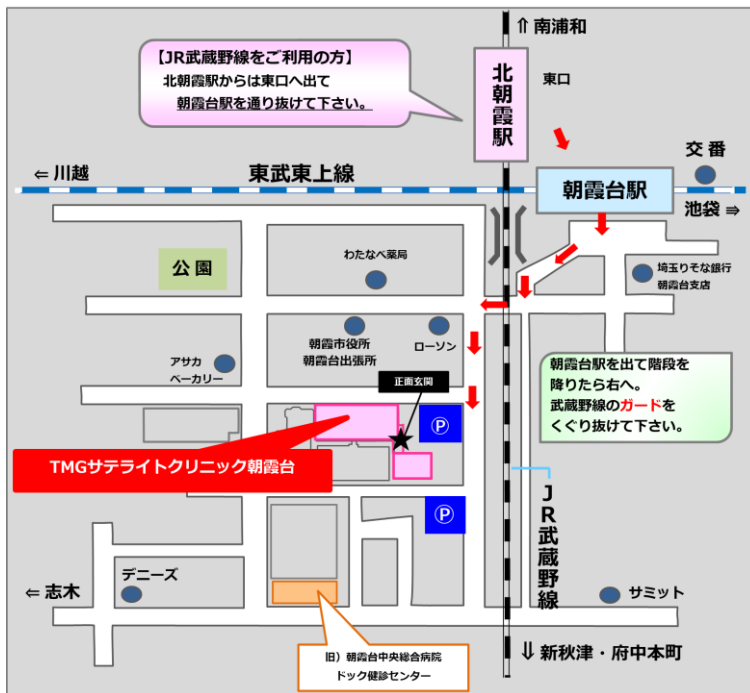 ⇑ 南浦和
【JR武蔵野線をご利用の方】
北朝霞駅からは東口へ出て
朝霞台駅を通り抜けて下さい。
北朝霞駅
東口
⇐ 川越
東武東上線
朝霞台駅
交番
池袋 ⇛
公園
わたなべ薬局
埼玉りそな銀行
朝霞台支店
朝霞市役所
朝霞台出張所
ローソン
アサカ
ベーカリー
正面玄関
朝霞台駅を出て階段を
降りたら右へ。
武蔵野線のガードを
くぐり抜けて下さい。
Ⓟ
TMGサテライトクリニック朝霞台
Ⓟ
JR武蔵野線
デニーズ
⇐ 志木
サミット
旧）朝霞台中央総合病院
ドック健診センター
⇓ 新秋津・府中本町